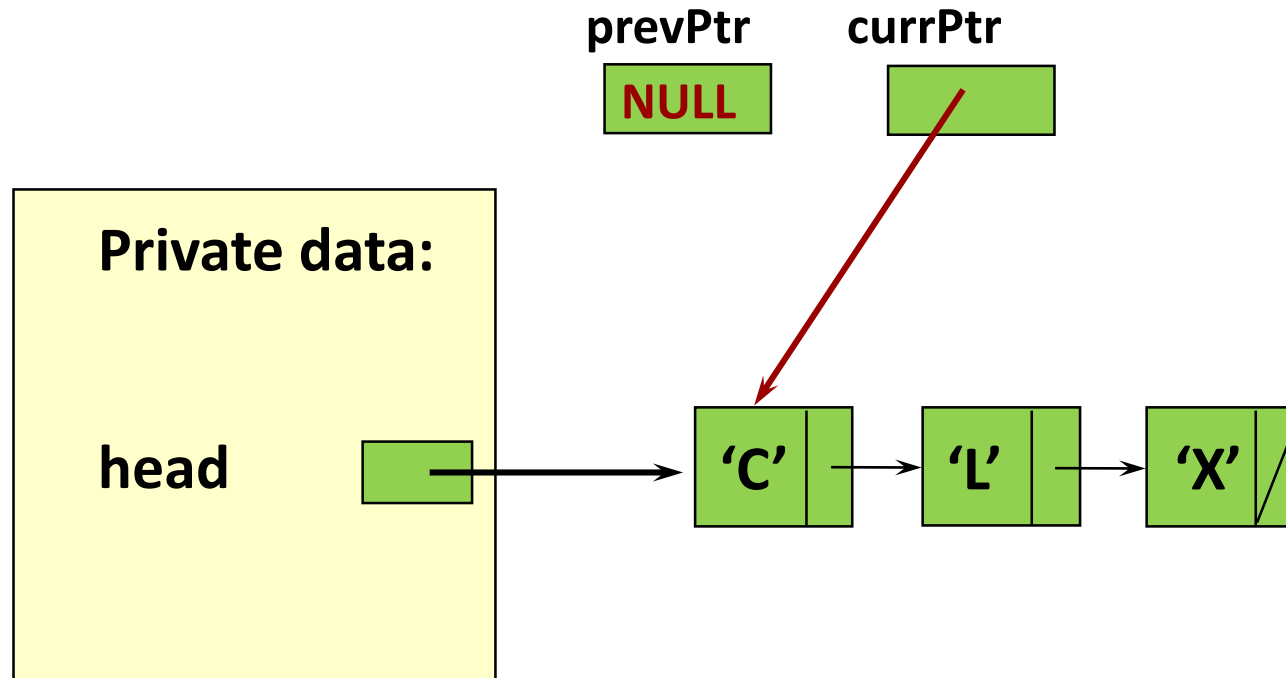 prevPtr currPtr
NULL
Private data:
head
‘C’ ‘L’ ‘X’